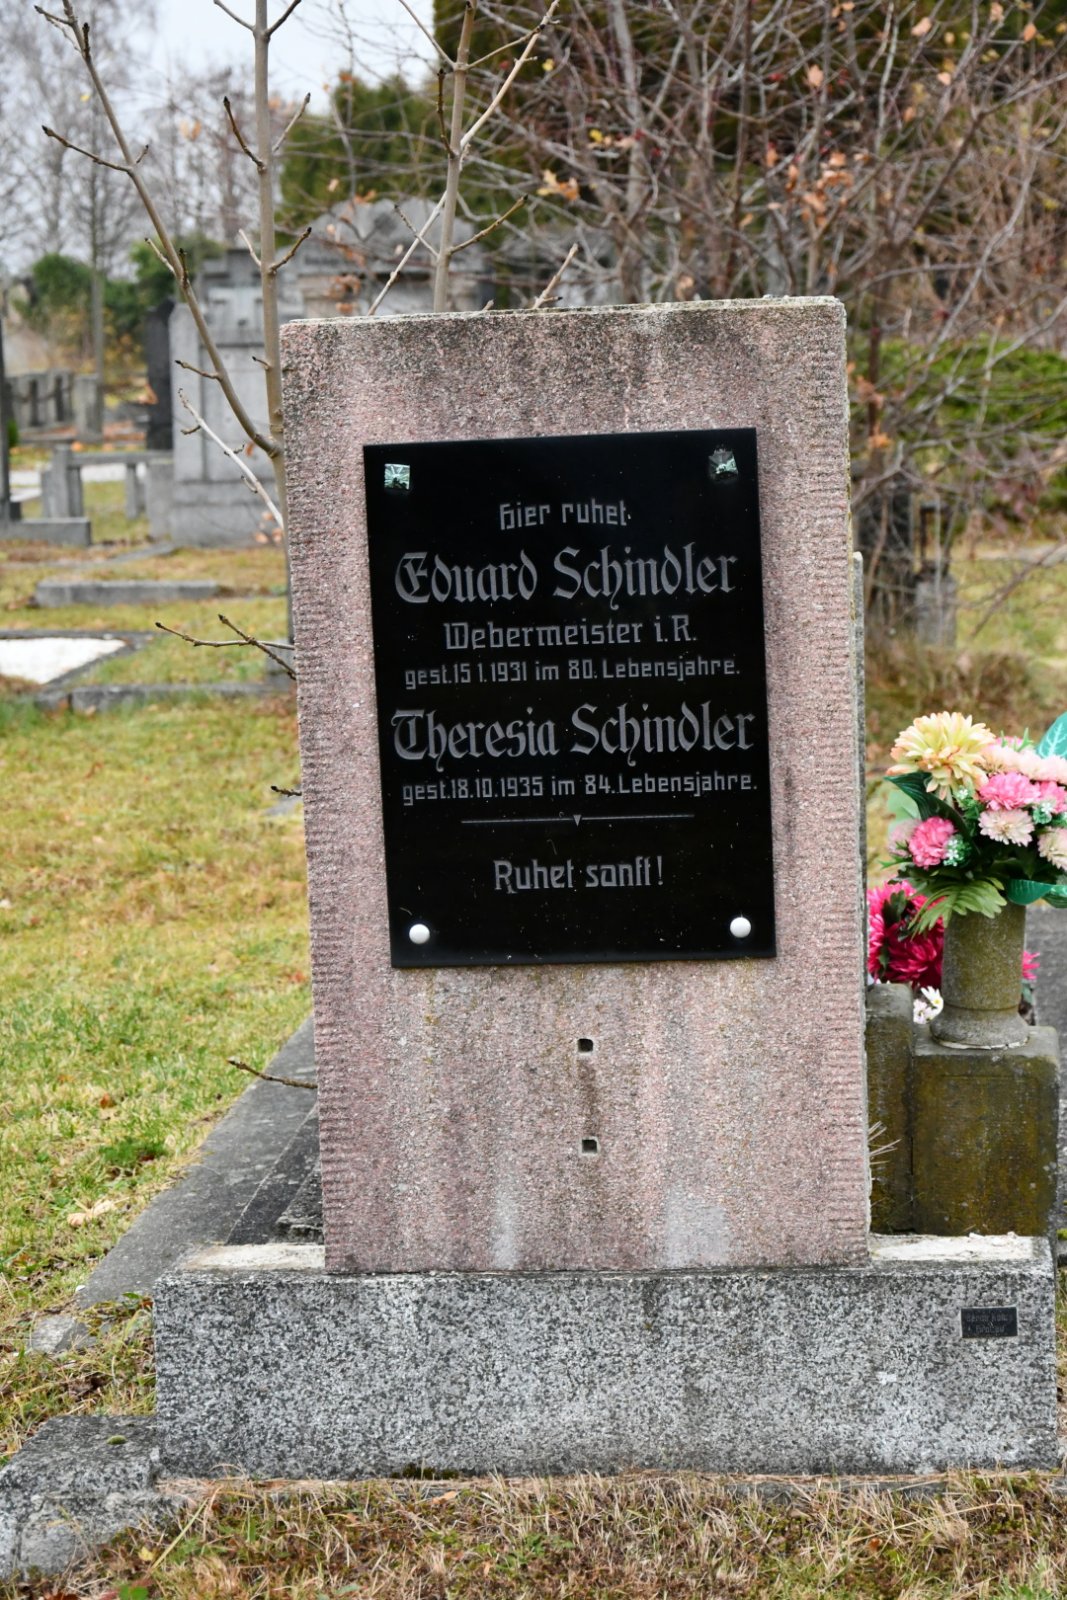 Hier ruhet
Eduard Schindler
Webermeister i.R.
gest.15 1.1931 im 80. Lebensjahre.
Theresia Schindler
gest.18.10.1935 im 84.Lebensjahre.
Ruhet sanft!